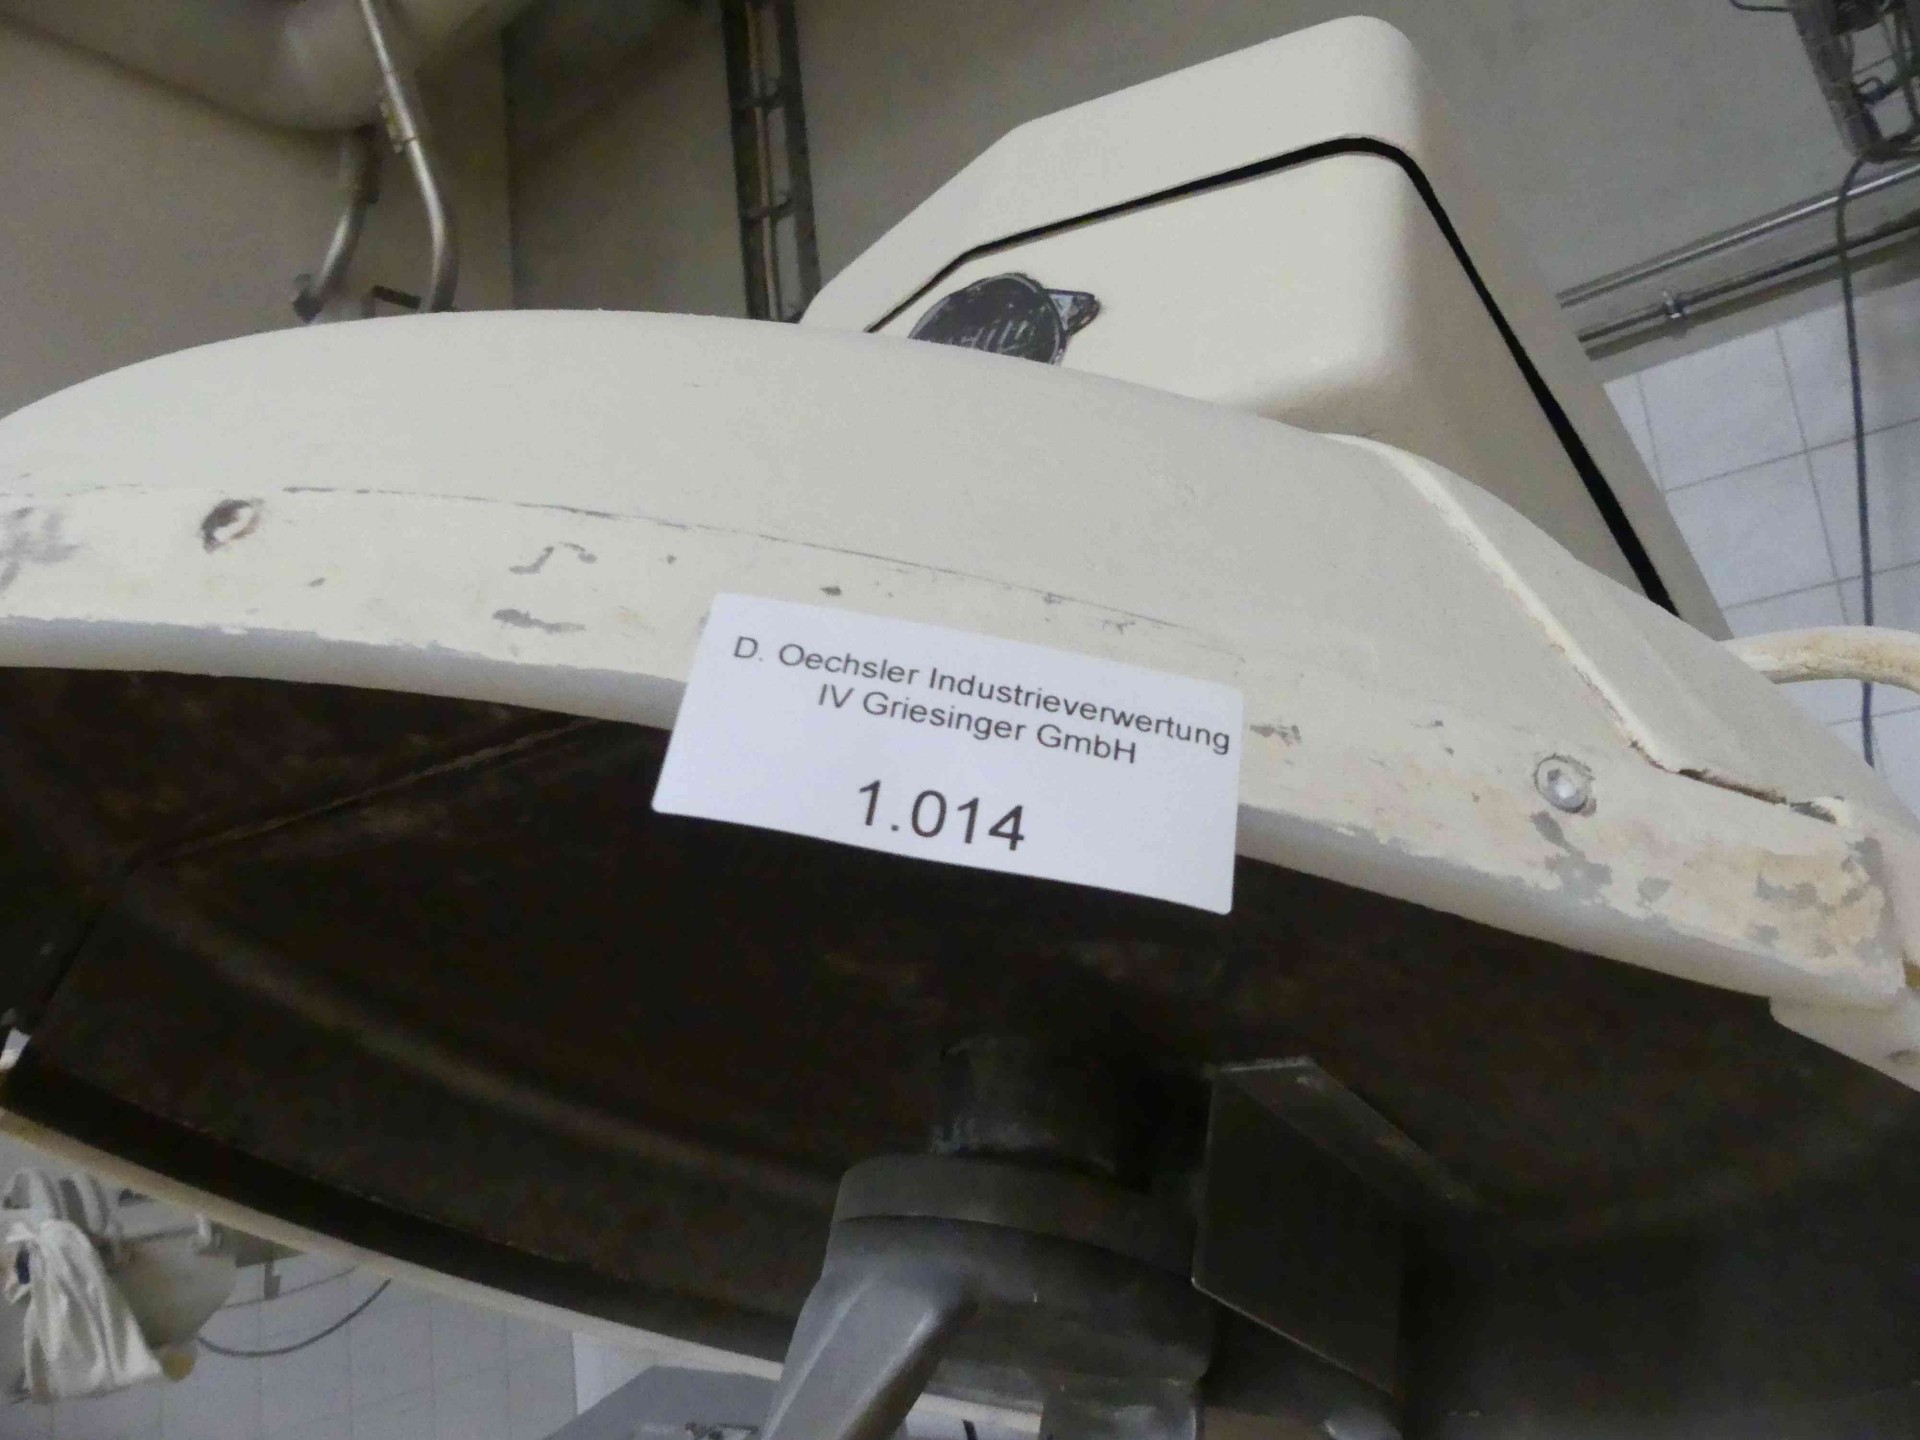 D. Oechsler Industrieverwertung
IV Griesinger GmbH
1.014